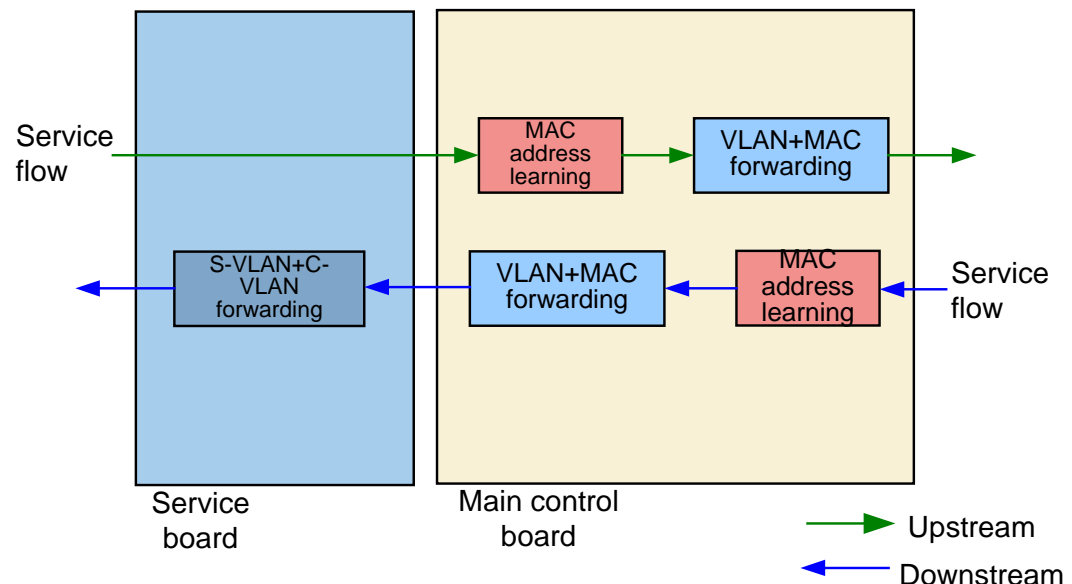 Service
flow
MAC
address
learning
VLAN+MAC
forwarding
S-VLAN+C-
VLAN
forwarding
VLAN+MAC
forwarding
MAC
address
learning
Service
flow
Service
board
Main control
board
Upstream
Downstream